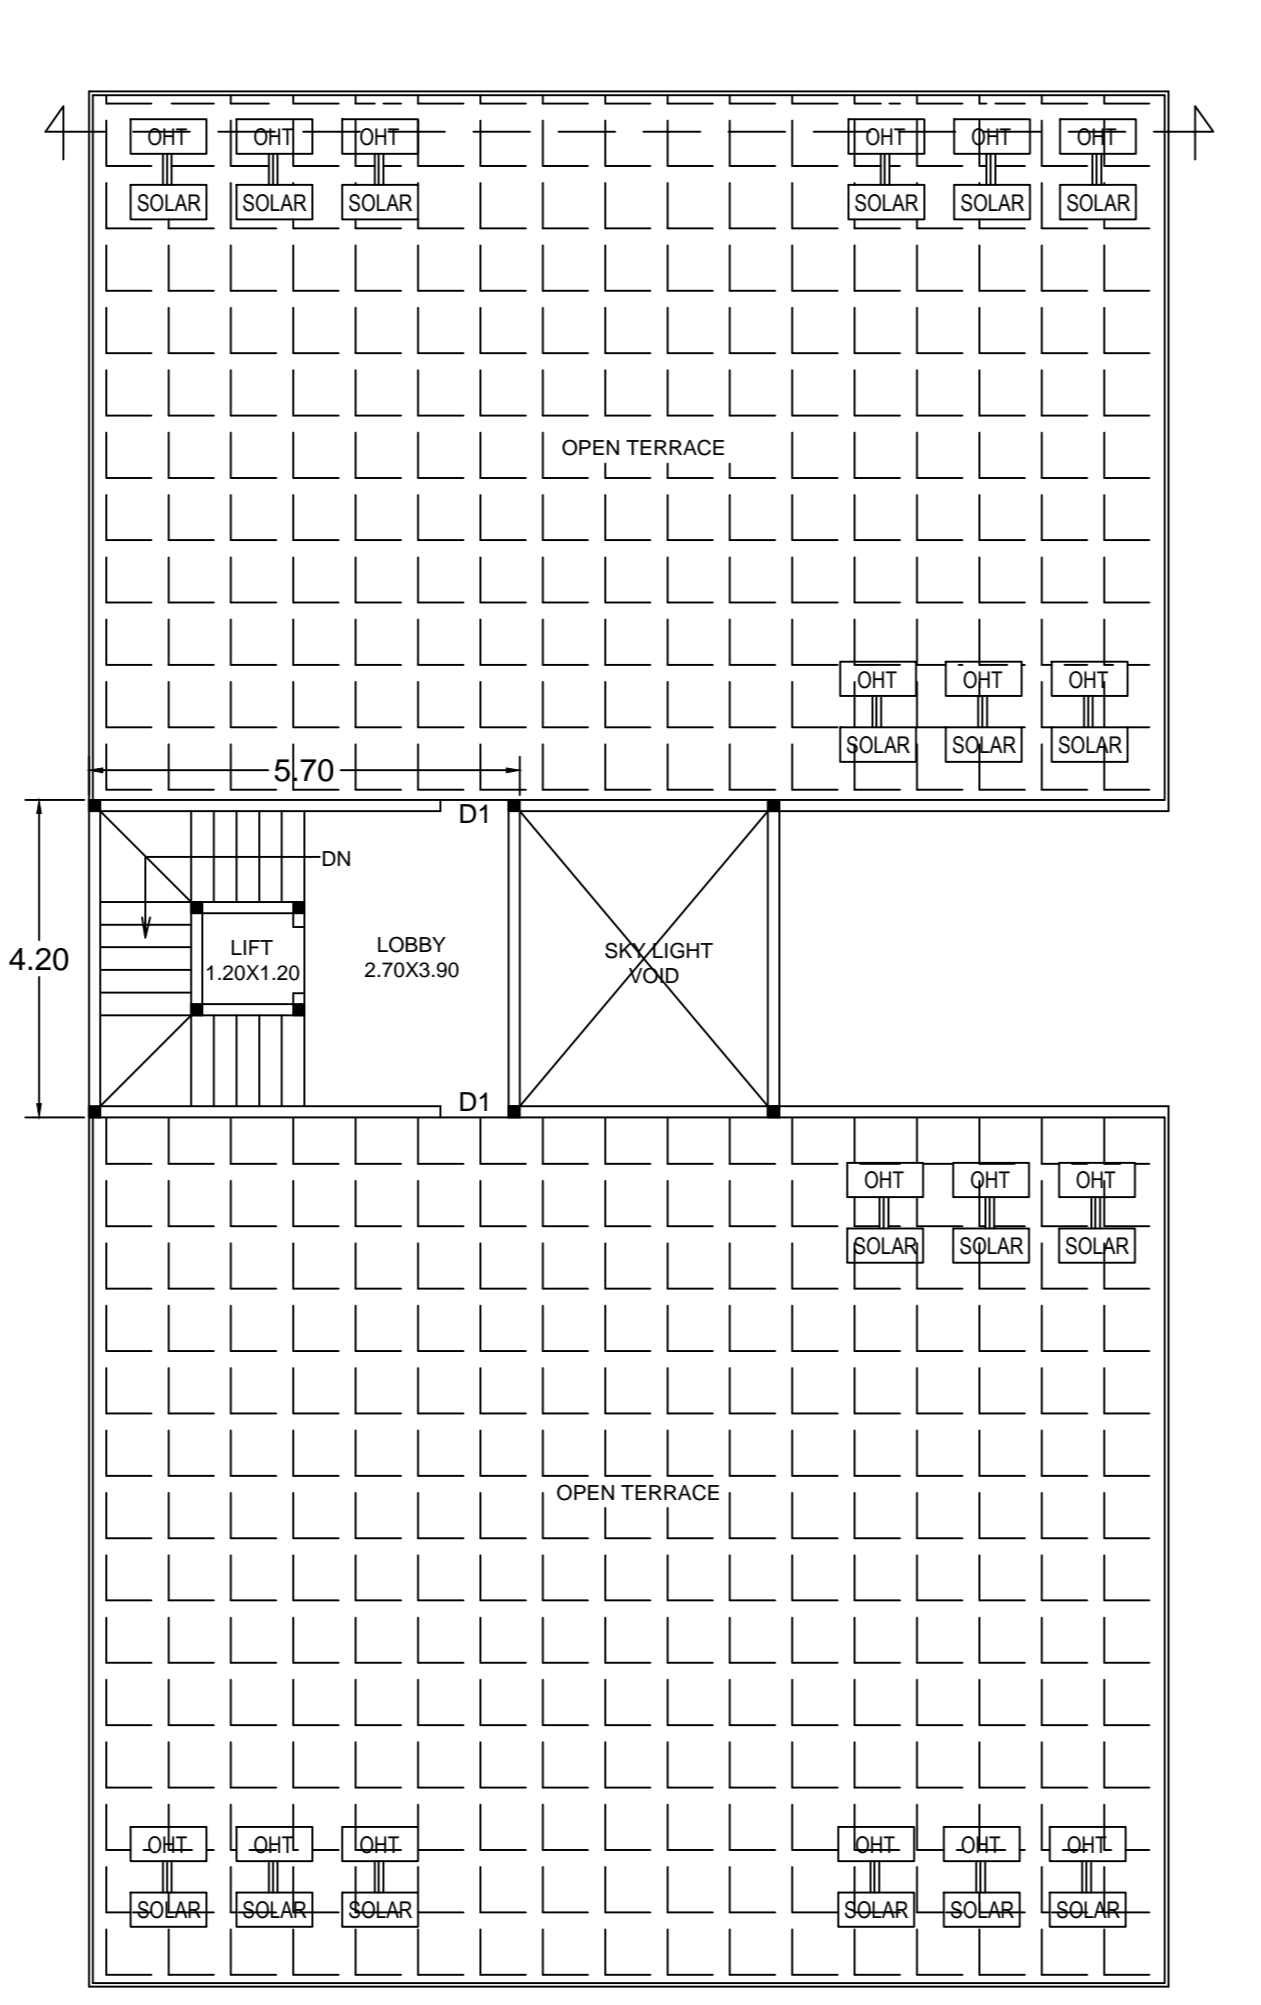 OHT OHT OHT OHT OHT OHT
SOLAR SOLAR SOLAR SOLAR SOLAR SOLAR
OPEN TERRACE
OHT OHT OHT
SOLAR SOLAR SOLAR
5.70
D1
DN
4.20
LIFT
1.20X1.20
LOBBY
2.70X3.90
SKY LIGHT
VOID
D1
OHT OHT OHT
SOLAR SOLAR SOLAR
OPEN TERRACE
OHT OHT OHT OHT OHT OHT
SOLAR SOLAR SOLAR SOLAR SOLAR SOLAR